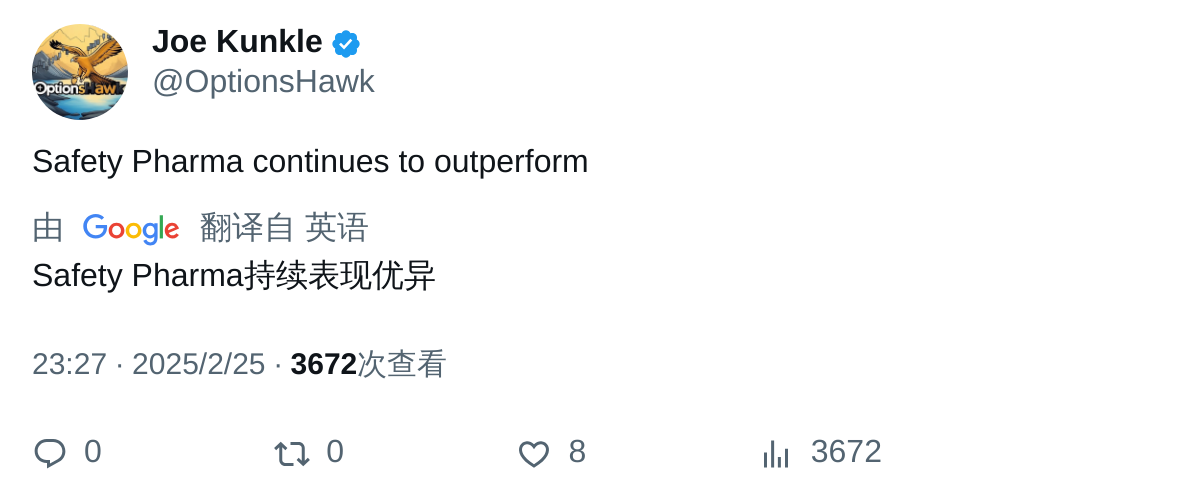 OptionsHawk
Joe Kunkle
@OptionsHawk
Safety Pharma continues to outperform
由 Google 翻译自 英语
Safety Pharma持续表现优异
23:27 · 2025/2/25 · 3672次查看
0 0 8 3672